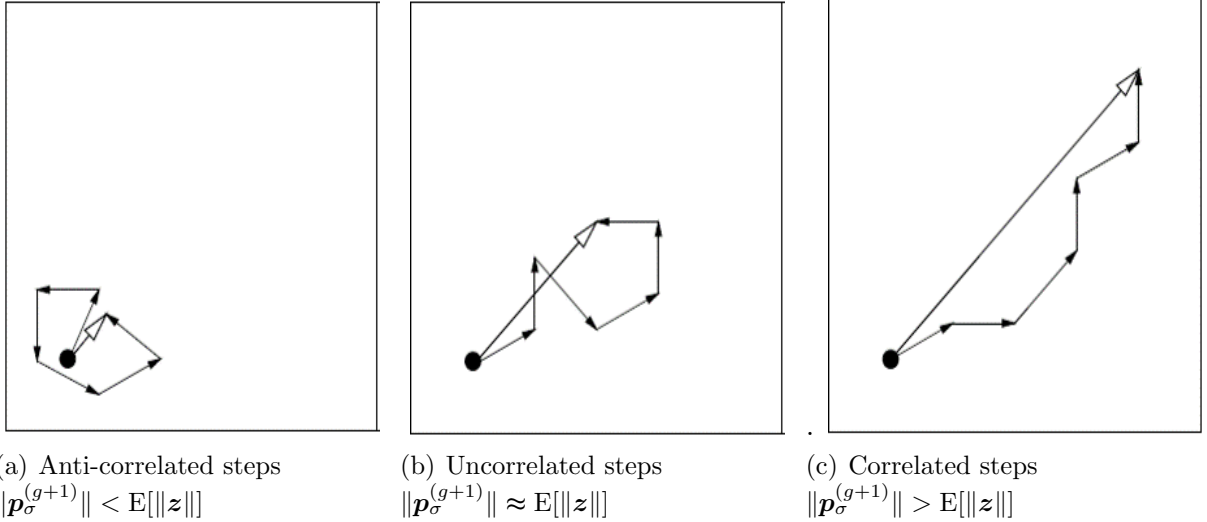 .
(a) Anti-correlated steps
‖p_σ^{(g+1)}‖ < E[‖z‖]
(b) Uncorrelated steps
‖p_σ^{(g+1)}‖ ≈ E[‖z‖]
(c) Correlated steps
‖p_σ^{(g+1)}‖ > E[‖z‖]